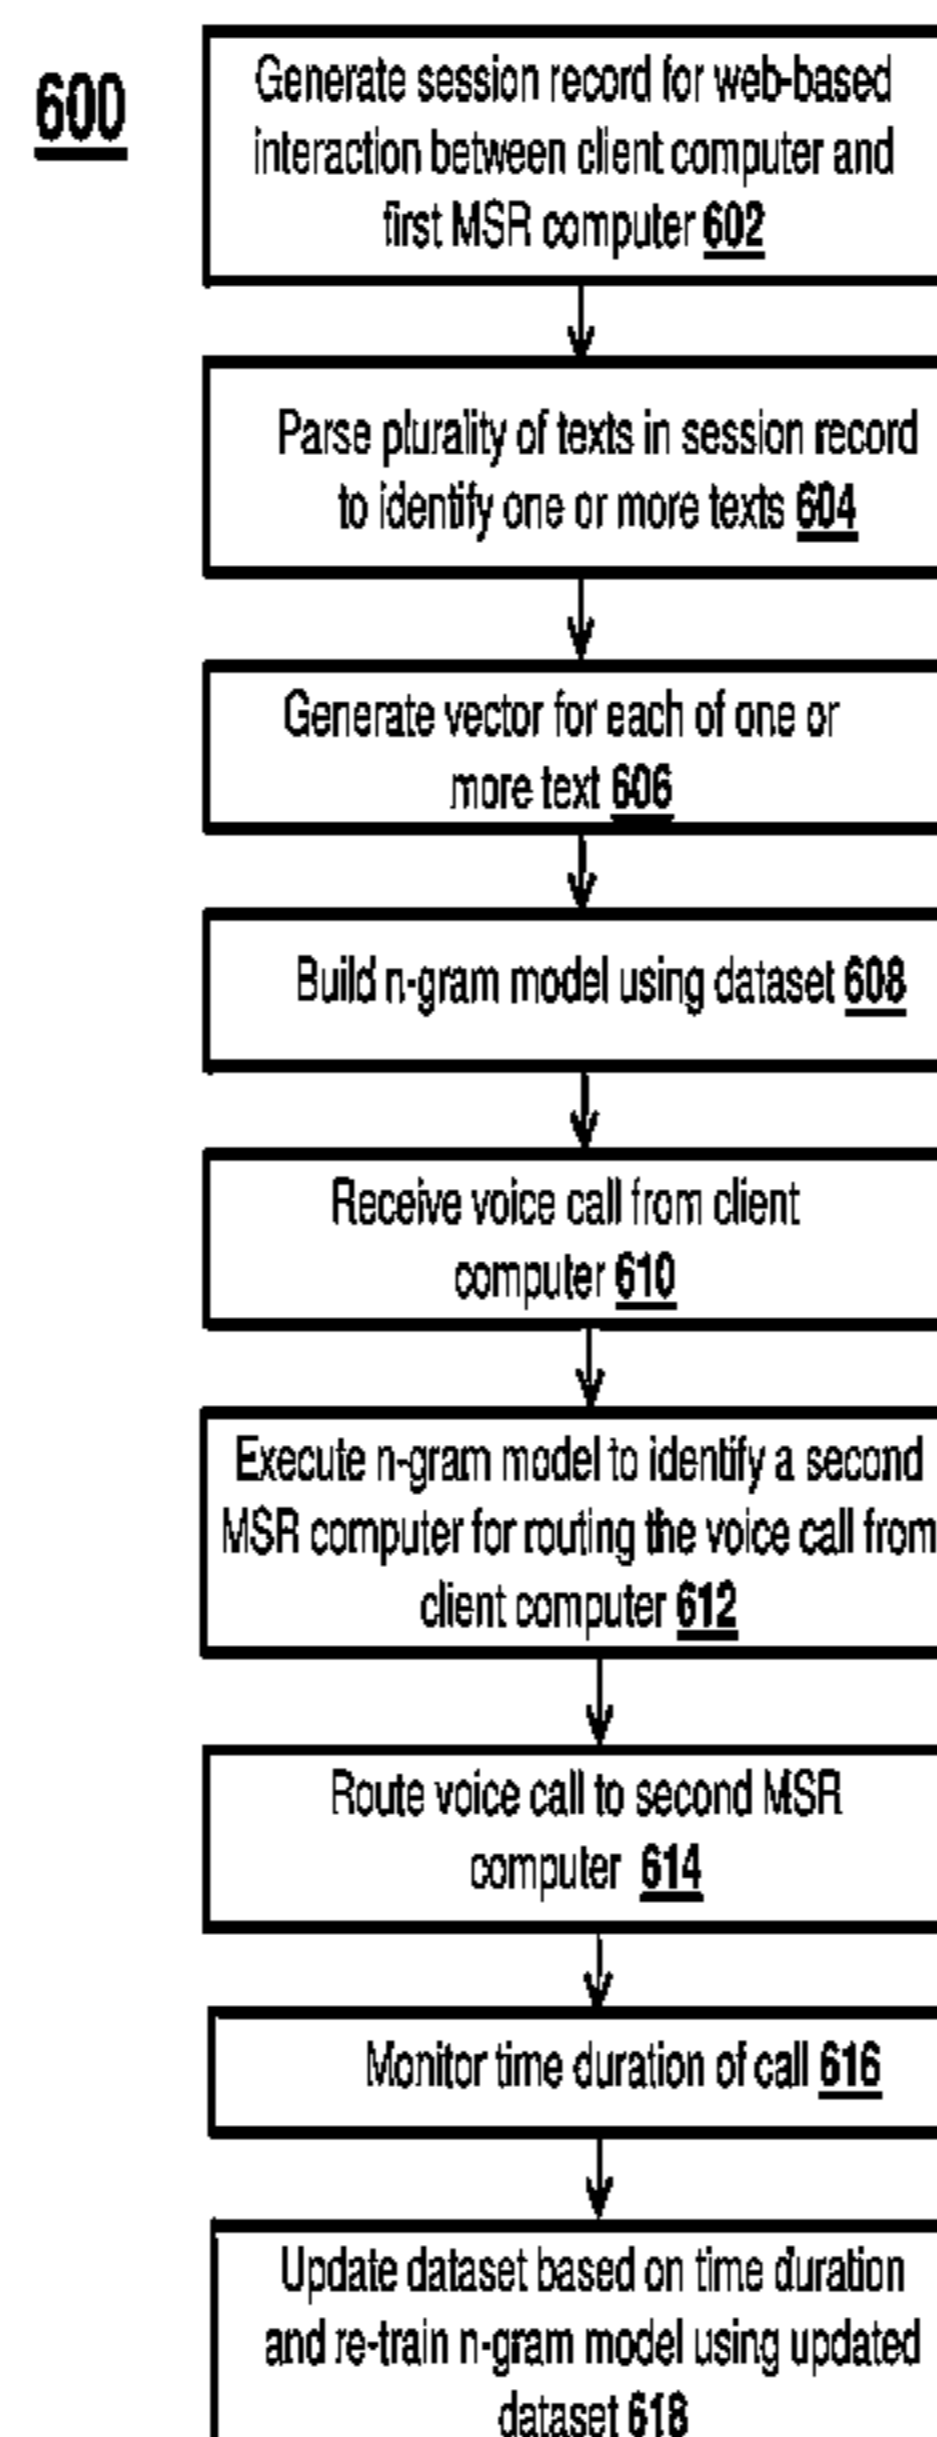 600
Generate session record for web-based
interaction between client computer and
first MSR computer 602
Parse plurality of texts in session record
to identify one or more texts 604
Generate vector for each of one or
more text 606
Build n-gram model using dataset 608
Receive voice call from client
computer 610
Execute n-gram model to identify a second
MSR computer for routing the voice call from
client computer 612
Route voice call to second MSR
computer 614
Monitor time duration of call 616
Update dataset based on time duration
and re-train n-gram model using updated
dataset 618